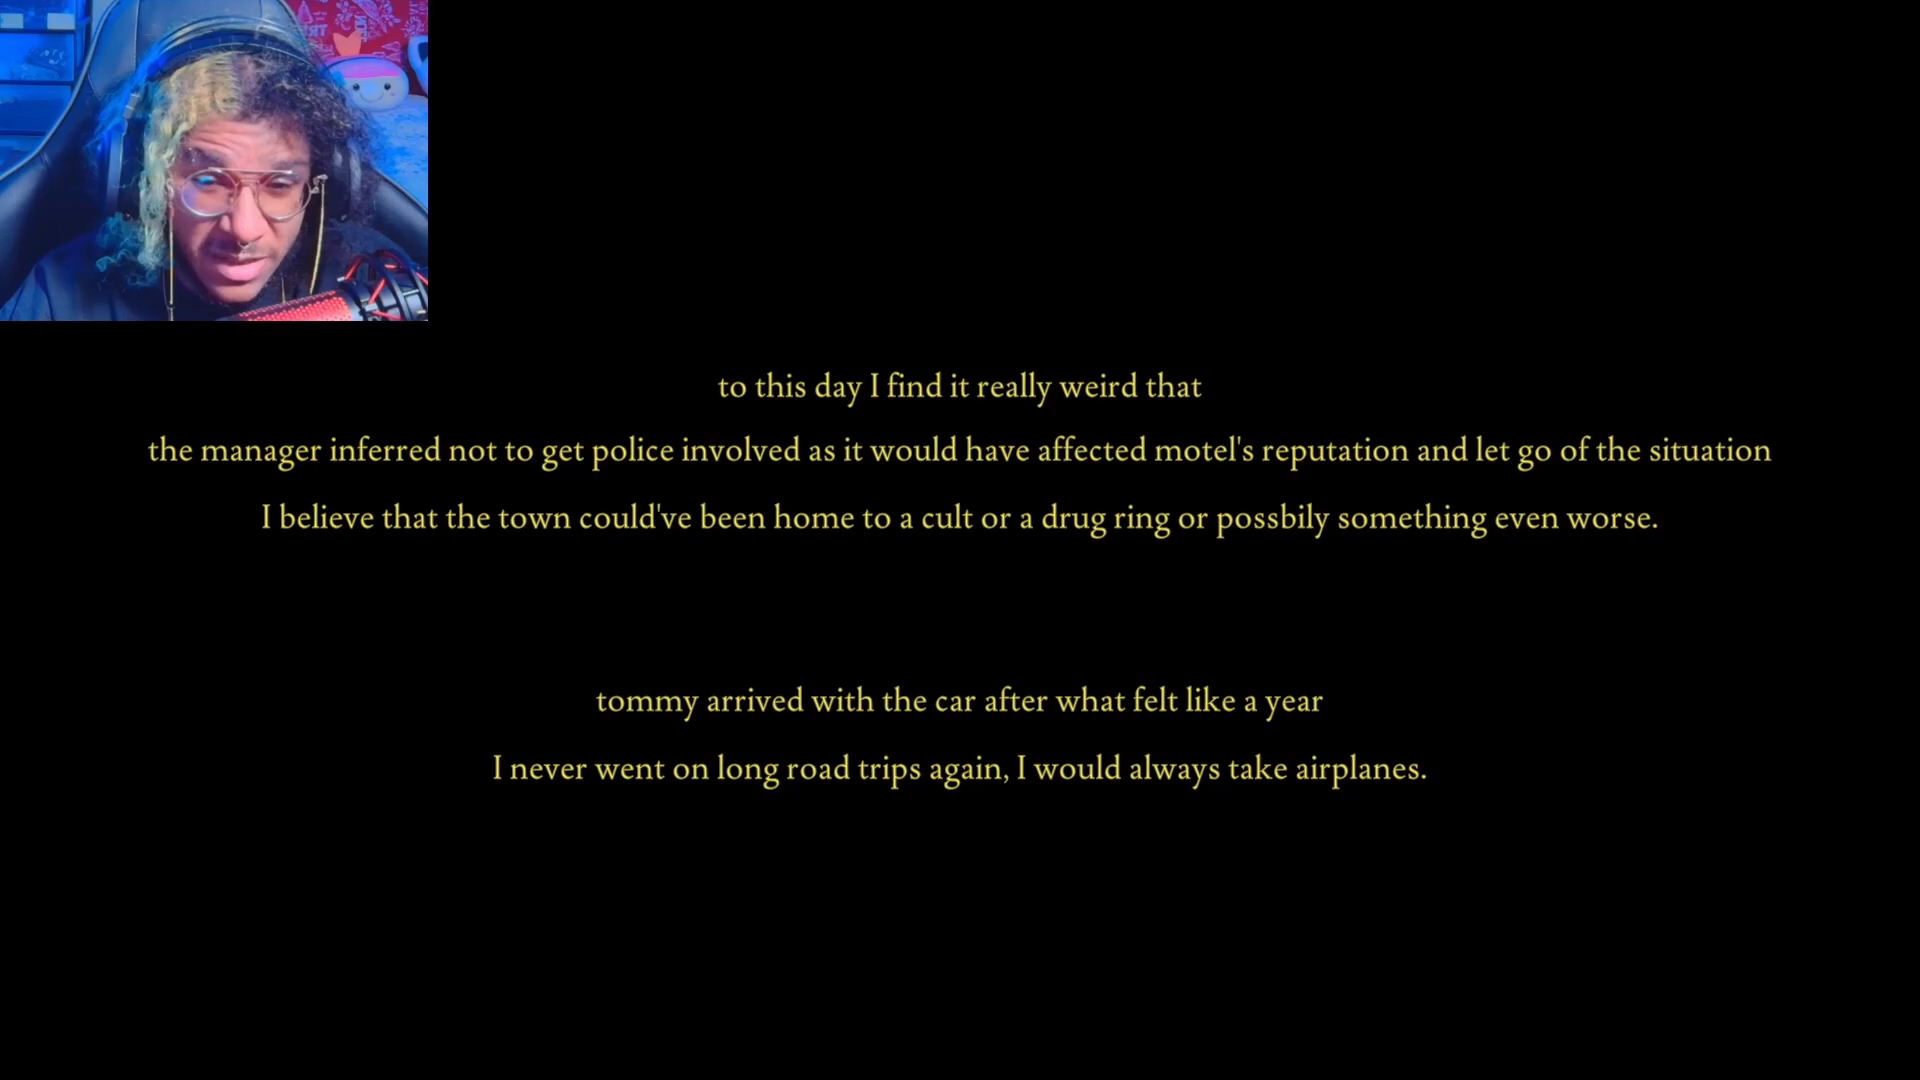 to this day I find it really weird that
the manager inferred not to get police involved as it would have affected motel's reputation and let go of the situation
I believe that the town could've been home to a cult or a drug ring or possbily something even worse.
tommy arrived with the car after what felt like a year
I never went on long road trips again, I would always take airplanes.